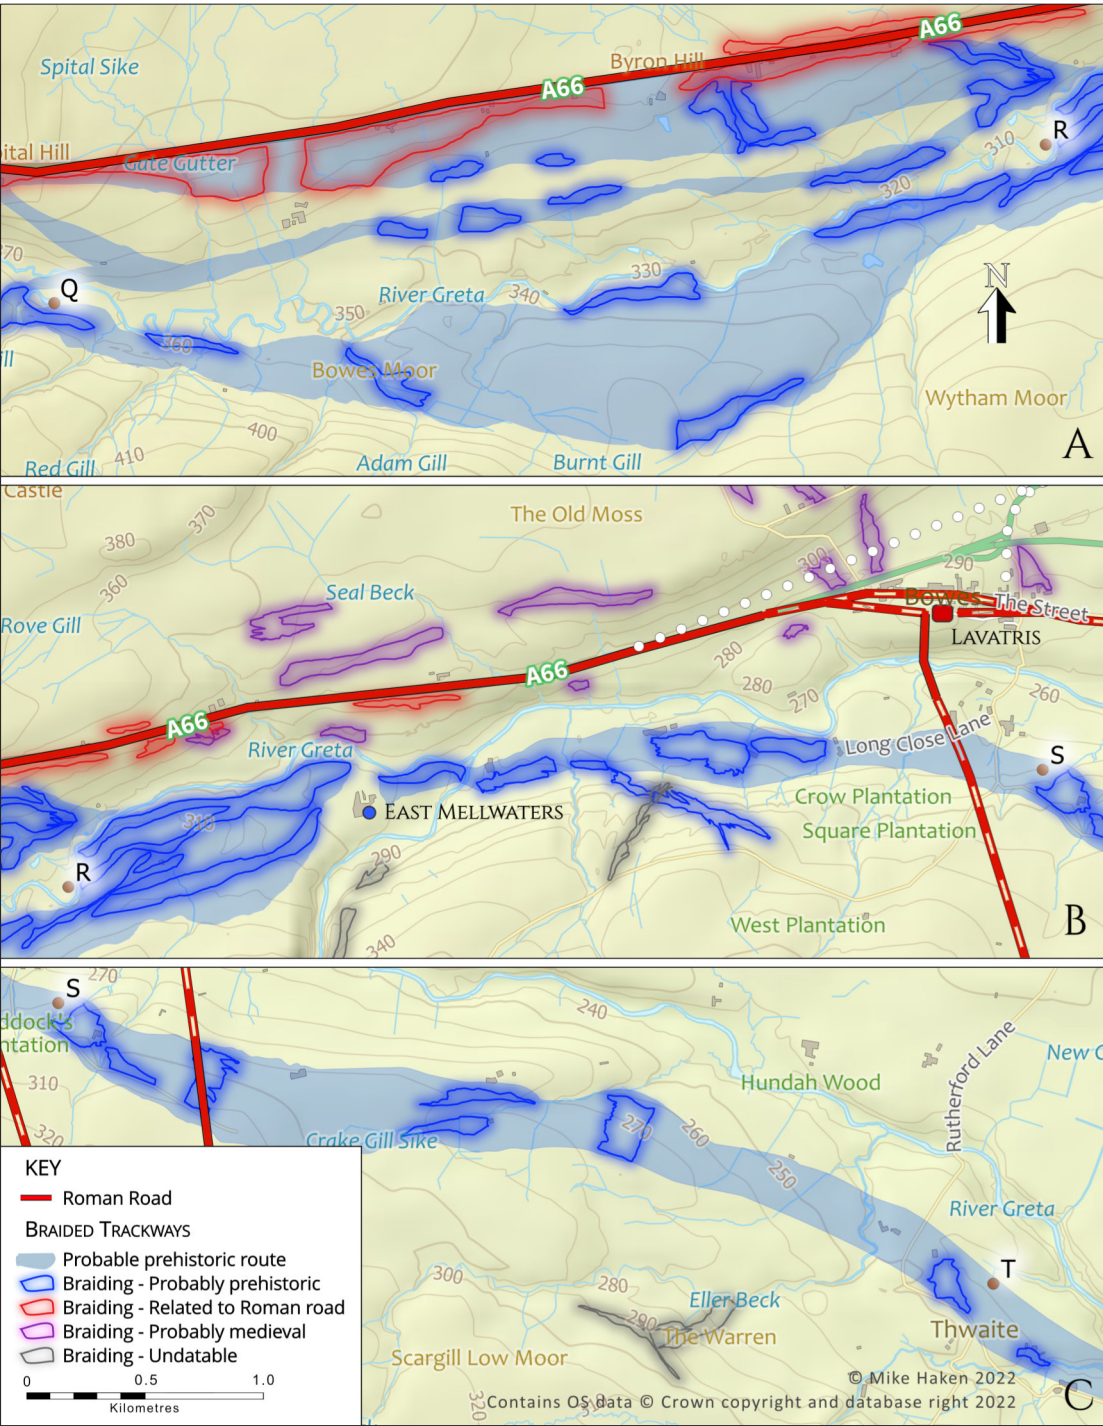 A66
Spital Sike
Byron Hill
A66
R
ital Hill
Gate Gutter
310
320
370
Q
330
River Greta
340
N
350
ill
360
Bowes Moor
Wytham Moor
400
410
Red Gill
Adam Gill
Burnt Gill
A
Castle
370
The Old Moss
380
300
290
360
Seal Beck
Bowes
The Street
Rove Gill
LAVATRIS
280
A66
280
260
A66
270
River Greta
Long Close Lane
S
Crow Plantation
EAST MELLWATERS
310
Square Plantation
290
R
West Plantation
B
340
S
270
240
ddock's
ntation
New C
310
Hundah Wood
Rutherford Lane
320
270
260
Crake Gill Sike
250
River Greta
T
300
280
Eller Beck
290
The Warren
Thwaite
Scargill Low Moor
320
KEY
Roman Road
BRAIDED TRACKWAYS
Probable prehistoric route
Braiding - Probably prehistoric
Braiding - Related to Roman road
Braiding - Probably medieval
Braiding - Undatable
0 0.5 1.0
Kilometres
© Mike Haken 2022
Contains OS data © Crown copyright and database right 2022
C